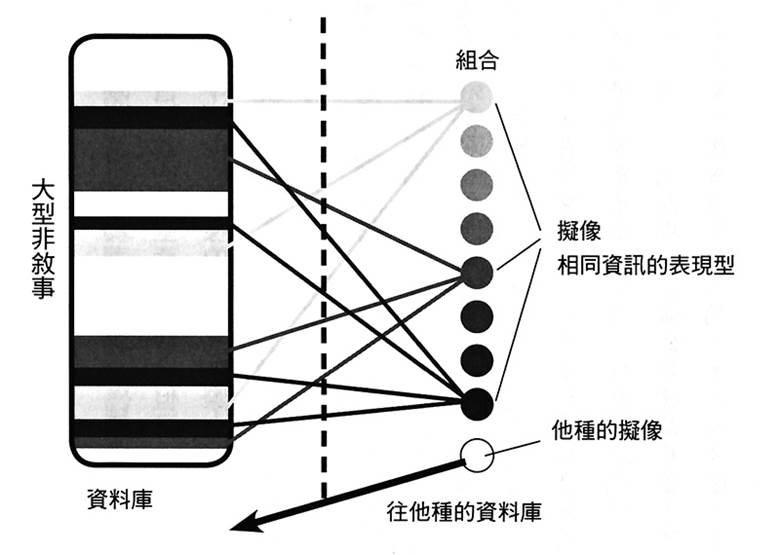 組合
大型非敘事
擬像
相同資訊的表現型
他種的擬像
資料庫
往他種的資料庫